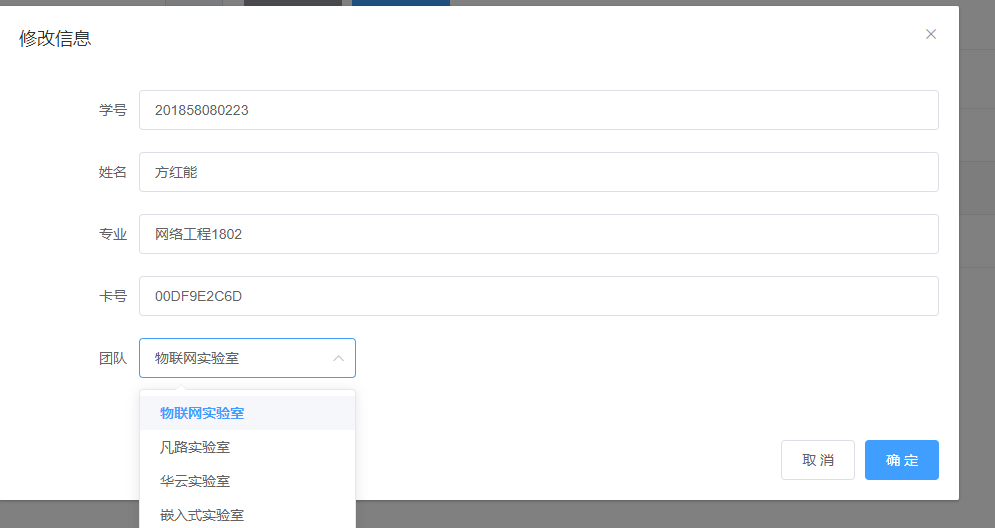 修改信息
学号 201858080223
姓名 方红能
专业 网络工程1802
卡号 00DF9E2C6D
团队 物联网实验室
物联网实验室
凡路实验室
华云实验室
嵌入式实验室
取消 确定